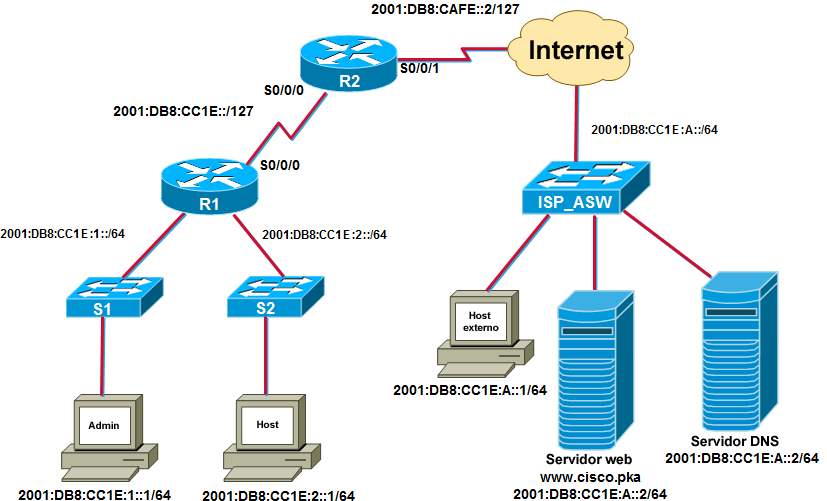 2001:DB8:CAFE::2/127
Internet
R2
S0/0/1
S0/0/0
2001:DB8:CC1E::/127
S0/0/0
R1
2001:DB8:CC1E:A::/64
ISP_ASW
2001:DB8:CC1E:1::/64
2001:DB8:CC1E:2::/64
S1
S2
Host
externo
2001:DB8:CC1E:A::1/64
Admin
Host
2001:DB8:CC1E:1::1/64
2001:DB8:CC1E:2::1/64
Servidor web
www.cisco.pka
2001:DB8:CC1E:A::2/64
Servidor DNS
2001:DB8:CC1E:A::2/64